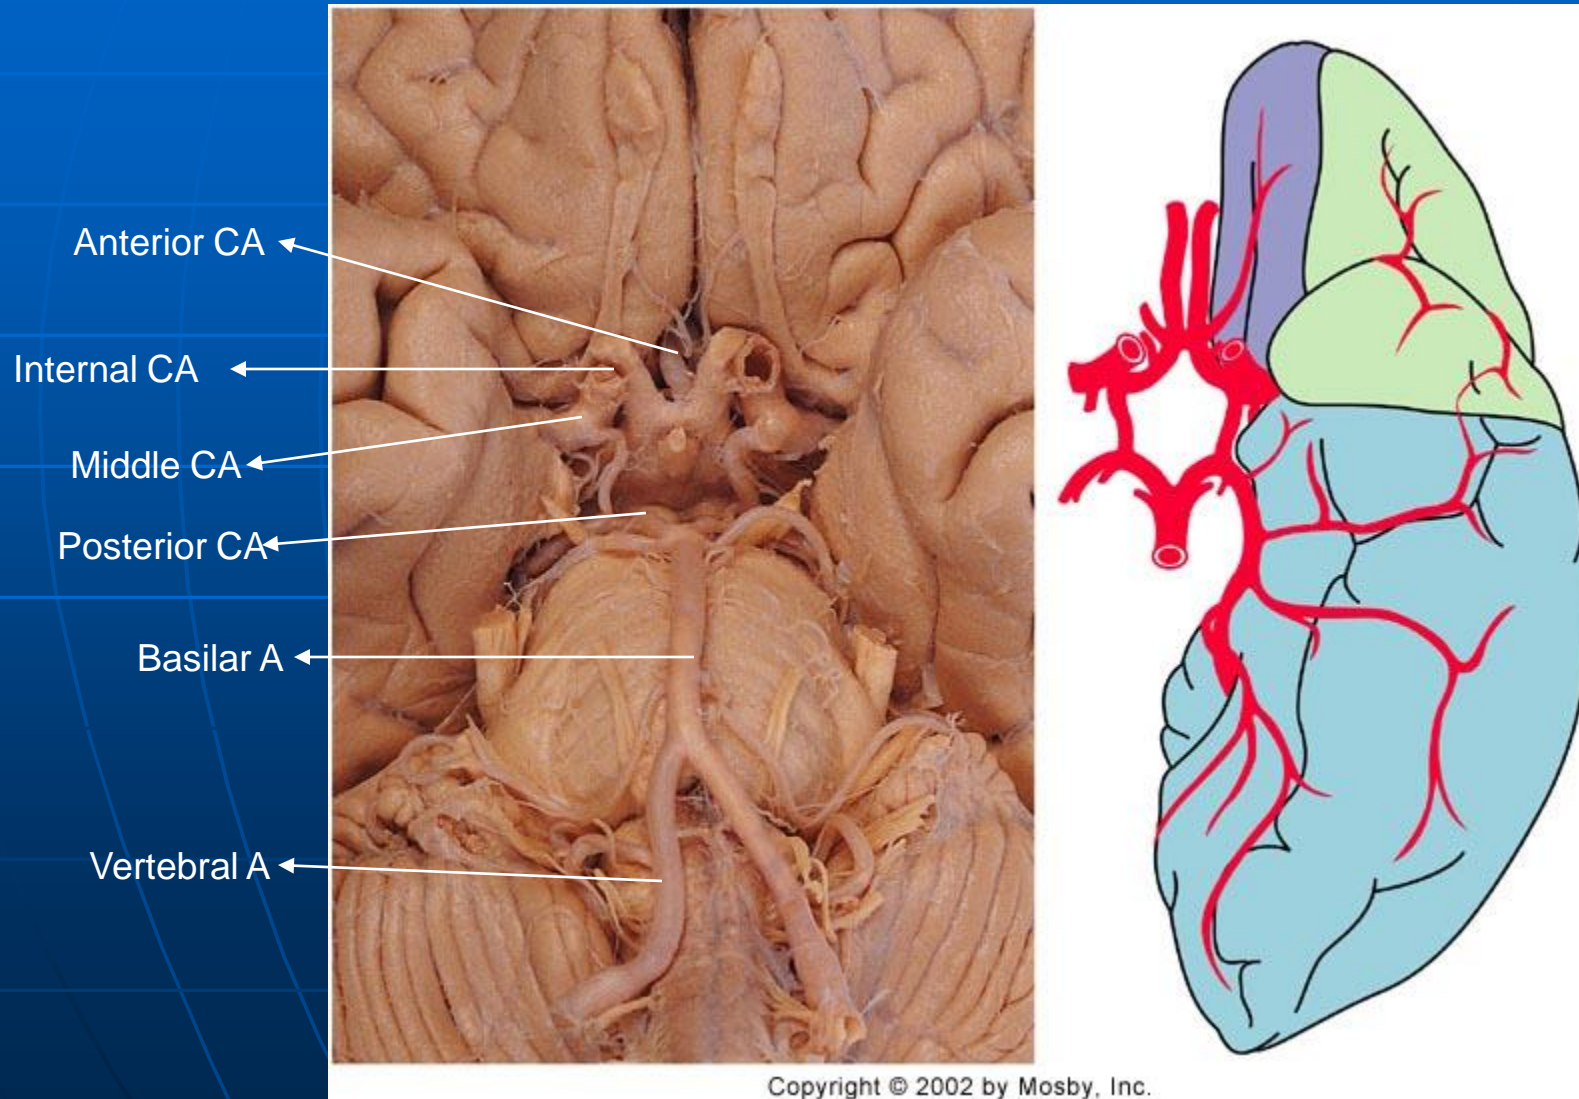 Anterior CA
Internal CA
Middle CA
Posterior CA
Basilar A
Vertebral A
Copyright © 2002 by Mosby, Inc.